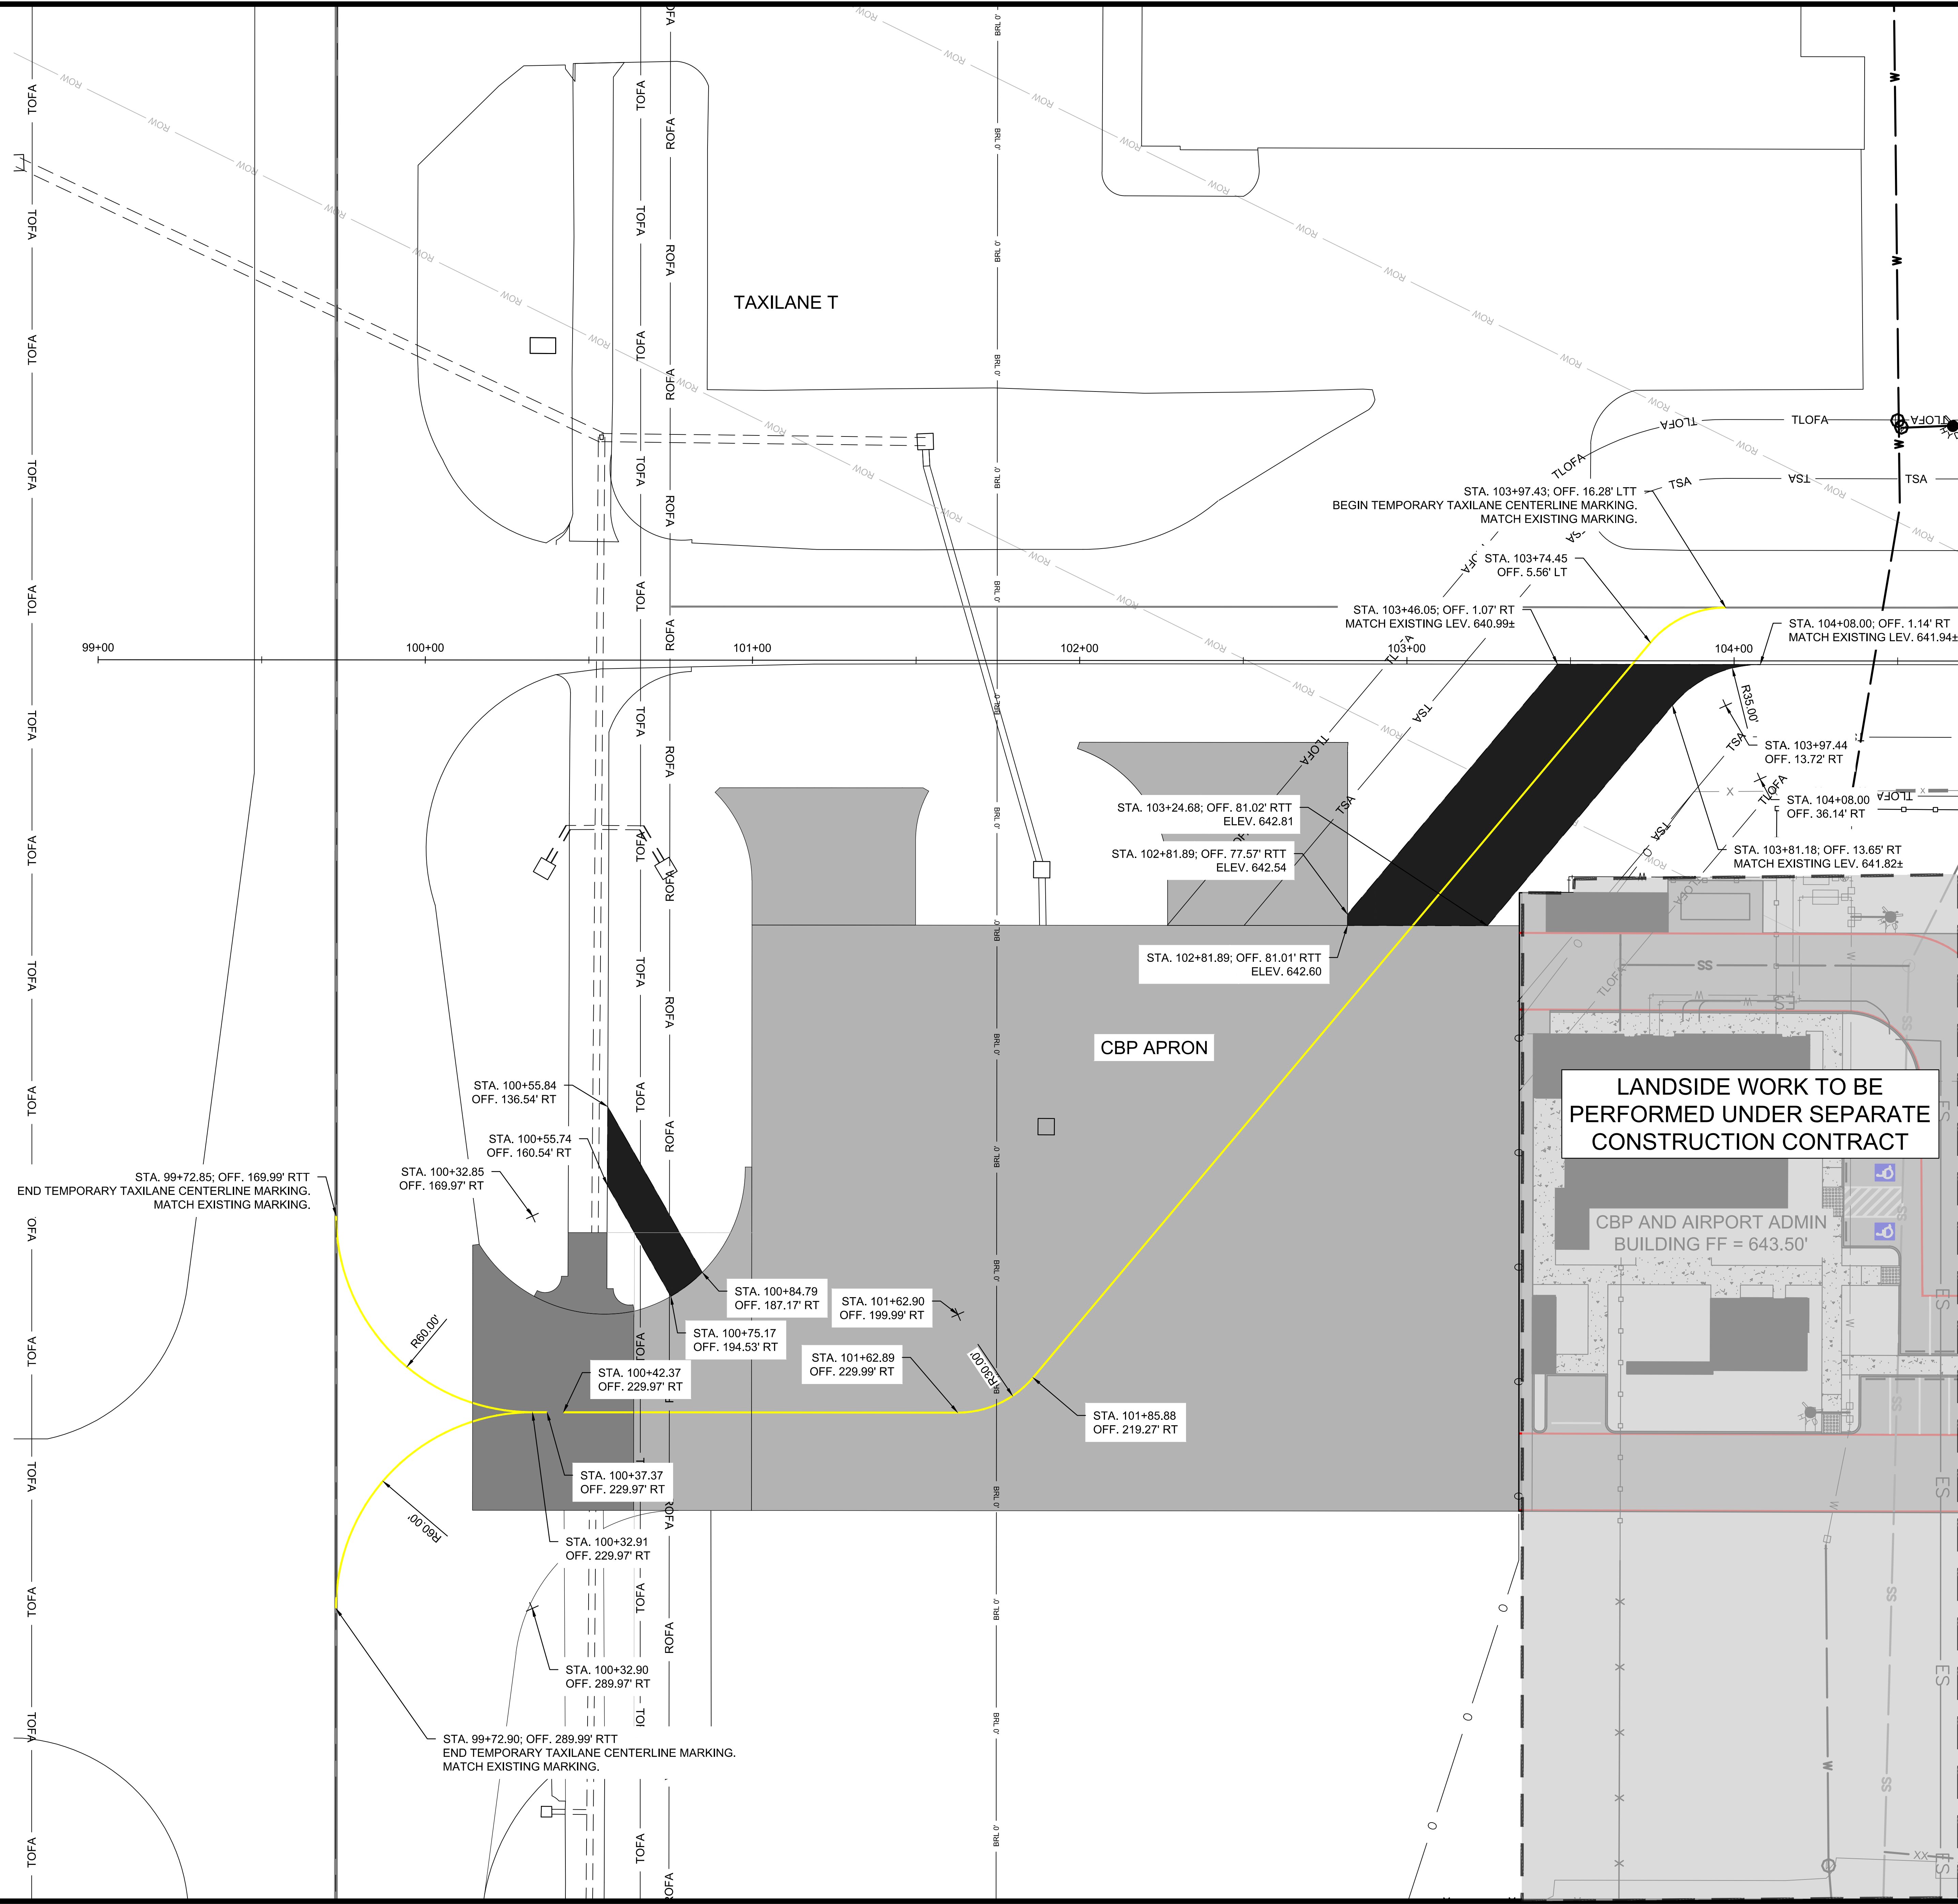 TAXILANE T
STA. 103+97.43; OFF. 16.28' LTT
BEGIN TEMPORARY TAXILANE CENTERLINE MARKING.
MATCH EXISTING MARKING.
STA. 103+74.45
OFF. 5.56' LT
STA. 103+46.05; OFF. 1.07' RT
MATCH EXISTING LEV. 640.99±
STA. 104+08.00; OFF. 1.14' RT
MATCH EXISTING LEV. 641.94±
99+00
100+00
101+00
102+00
103+00
104+00
R35.00'
STA. 103+97.44
OFF. 13.72' RT
STA. 104+08.00
OFF. 36.14' RT
STA. 103+81.18; OFF. 13.65' RT
MATCH EXISTING LEV. 641.82±
STA. 103+24.68; OFF. 81.02' RTT
ELEV. 642.81
STA. 102+81.89; OFF. 77.57' RTT
ELEV. 642.54
STA. 102+81.89; OFF. 81.01' RTT
ELEV. 642.60
CBP APRON
LANDSIDE WORK TO BE
PERFORMED UNDER SEPARATE
CONSTRUCTION CONTRACT
STA. 100+55.84
OFF. 136.54' RT
STA. 100+55.74
OFF. 160.54' RT
STA. 100+32.85
OFF. 169.97' RT
STA. 99+72.85; OFF. 169.99' RTT
END TEMPORARY TAXILANE CENTERLINE MARKING.
MATCH EXISTING MARKING.
CBP AND AIRPORT ADMIN
BUILDING FF = 643.50'
STA. 100+84.79
OFF. 187.17' RT
STA. 101+62.90
OFF. 199.99' RT
STA. 100+75.17
OFF. 194.53' RT
R60.00'
STA. 101+62.89
OFF. 229.99' RT
R30.00'
STA. 100+42.37
OFF. 229.97' RT
STA. 101+85.88
OFF. 219.27' RT
STA. 100+37.37
OFF. 229.97' RT
R60.00'
STA. 100+32.91
OFF. 229.97' RT
STA. 100+32.90
OFF. 289.97' RT
STA. 99+72.90; OFF. 289.99' RTT
END TEMPORARY TAXILANE CENTERLINE MARKING.
MATCH EXISTING MARKING.
TOFA
ROFA
BRL 0'
ROW
TLOFA
TSA
W
SS
ES
X
O
XX